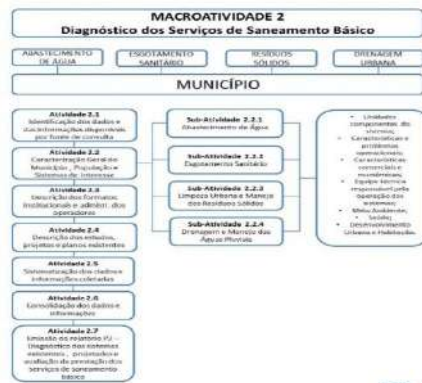 MACROATIVIDADE 2
Diagnóstico dos Serviços de Saneamento Básico
ABASTECIMENTO
DE ÁGUA
ESGOTAMENTO
SANITÁRIO
RESÍDUOS
SÓLIDOS
DRENAGEM
URBANA
MUNICÍPIO
Atividade 2.1
Identificação dos dados e
das informações disponíveis
por fonte de consulta
Atividade 2.2
Caracterização Geral do
Município, População e
Sistemas de Interesse
Atividade 2.3
Descrição dos formatos
institucionais e administ. dos
operadores
Atividade 2.4
Descrição dos estudos,
projetos e planos existentes
Atividade 2.5
Sistematização dos dados e
informações coletadas
Atividade 2.6
Consolidação dos dados e
informações
Atividade 2.7
Emissão do relatório P2 –
Diagnóstico dos sistemas
existentes, projetados e
avaliação da prestação dos
serviços de saneamento
básico
Sub-Atividade 2.2.1
Abastecimento de Água
Sub-Atividade 2.2.2
Esgotamento Sanitário
Sub-Atividade 2.2.3
Limpeza Urbana e Manejo
dos Resíduos Sólidos
Sub-Atividade 2.2.4
Drenagem e Manejo das
Águas Pluviais
• Unidades
componentes do
sistema;
• Características e
problemas
operacionais;
• Características
comerciais e
econômicas;
• Equipe técnica
responsável pela
operação dos
sistemas;
• Meio Ambiente;
• Saúde;
• Desenvolvimento
Urbano e Habitação.